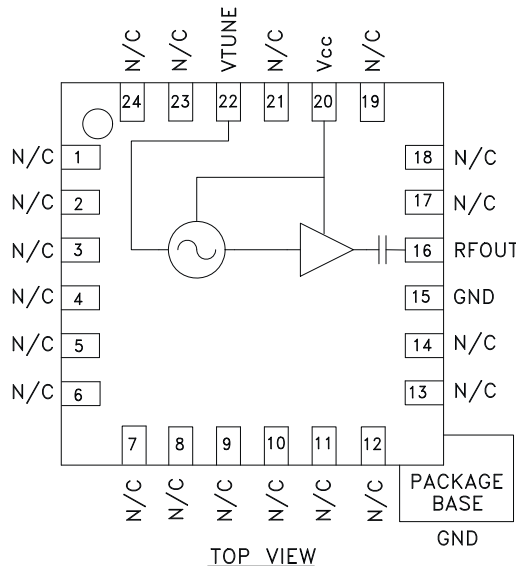 N/C N/C VTUNE N/C Vcc N/C
24 23 22 21 20 19
N/C 1 18 N/C
N/C 2 17 N/C
N/C 3 16 RFOUT
N/C 4 15 GND
N/C 5 14 N/C
N/C 6 13 N/C
7 8 9 10 11 12
N/C N/C N/C N/C N/C N/C
PACKAGE
BASE
GND
TOP VIEW